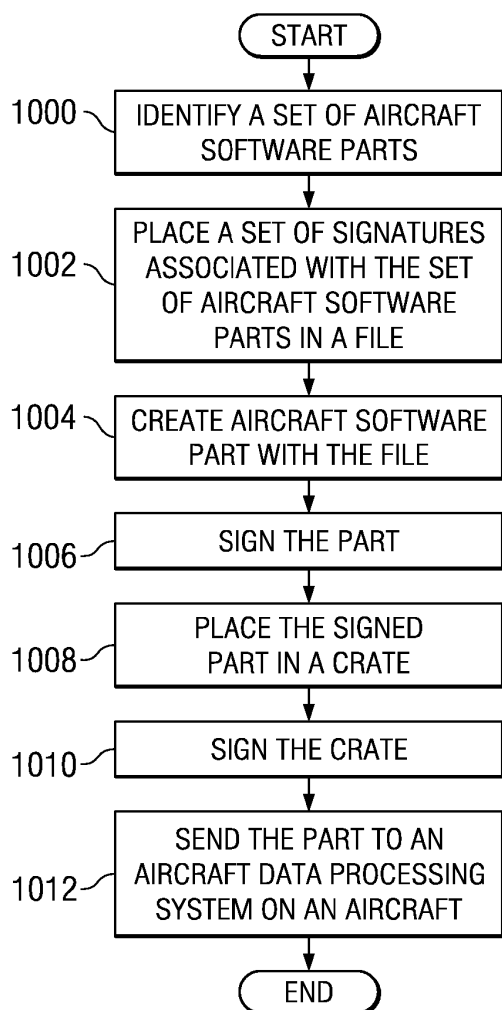 START
1000
IDENTIFY A SET OF AIRCRAFT
SOFTWARE PARTS
1002
PLACE A SET OF SIGNATURES
ASSOCIATED WITH THE SET
OF AIRCRAFT SOFTWARE
PARTS IN A FILE
1004
CREATE AIRCRAFT SOFTWARE
PART WITH THE FILE
1006
SIGN THE PART
1008
PLACE THE SIGNED
PART IN A CRATE
1010
SIGN THE CRATE
1012
SEND THE PART TO AN
AIRCRAFT DATA PROCESSING
SYSTEM ON AN AIRCRAFT
END